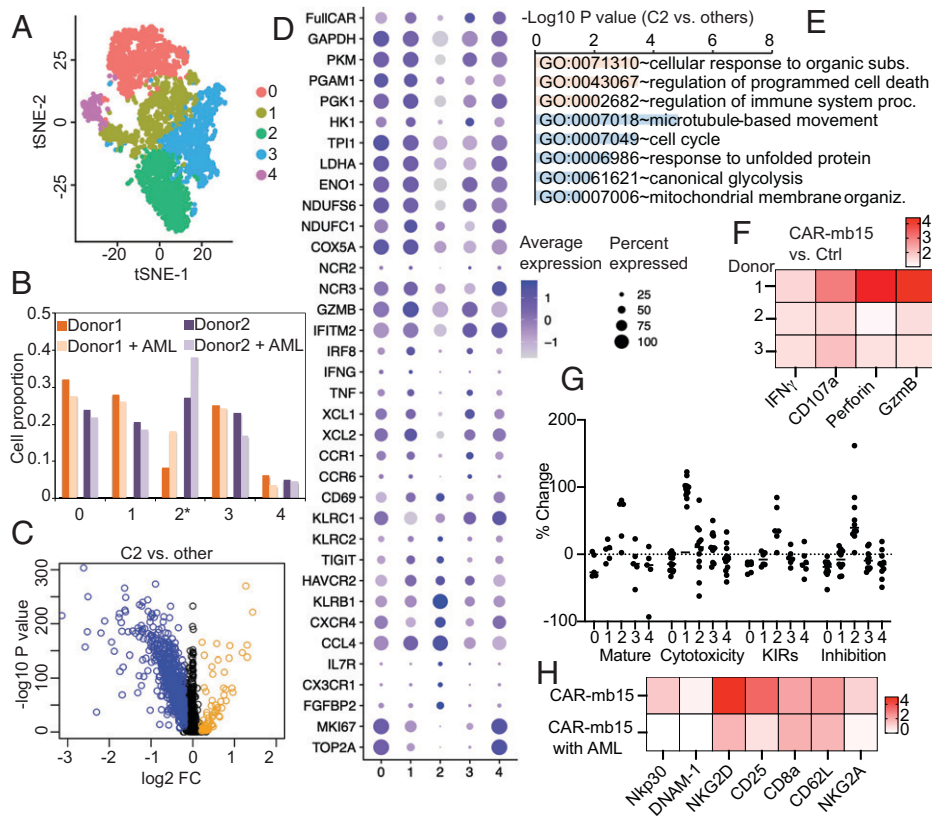 A
tSNE-2
25
0
-25
-20
0
20
tSNE-1
0
1
2
3
4
B
Donor1
Donor2
Donor1 + AML
Donor2 + AML
Cell proportion
0.5
0.4
0.3
0.2
0.1
0
0 1 2* 3 4
C
C2 vs. other
-log10 P value
300
200
100
0
-3 -2 -1 0 1 2
log2 FC
D
FullCAR
GAPDH
PKM
PGAM1
PGK1
HK1
TPI1
LDHA
ENO1
NDUFS6
NDUFC1
COX5A
NCR2
NCR3
GZMB
IFITM2
IRF8
IFNG
TNF
XCL1
XCL2
CCR1
CCR6
CD69
KLRC1
KLRC2
TIGIT
HAVCR2
KLRB1
CXCR4
CCL4
IL7R
CX3CR1
FGFBP2
MKI67
TOP2A
0 1 2 3 4
Average expression
1
0
-1
Percent expressed
25
50
75
100
E
-Log10 P value (C2 vs. others)
0 2 4 6 8
GO:0071310~cellular response to organic subs.
GO:0043067~regulation of programmed cell death
GO:0002682~regulation of immune system proc.
GO:0007018~microtubule-based movement
GO:0007049~cell cycle
GO:0006986~response to unfolded protein
GO:0061621~canonical glycolysis
GO:0007006~mitochondrial membrane organiz.
F
CAR-mb15
vs. Ctrl
4
3
2
1
Donor
1
2
3
IFNγ
CD107a
Perforin
GzmB
G
% Change
200
100
0
-100
0 1 2 3 4 0 1 2 3 4 0 1 2 3 4 0 1 2 3 4
Mature Cytotoxicity KIRs Inhibition
H
CAR-mb15
CAR-mb15
with AML
4
2
0
Nkp30
DNAM-1
NKG2D
CD25
CD8a
CD62L
NKG2A